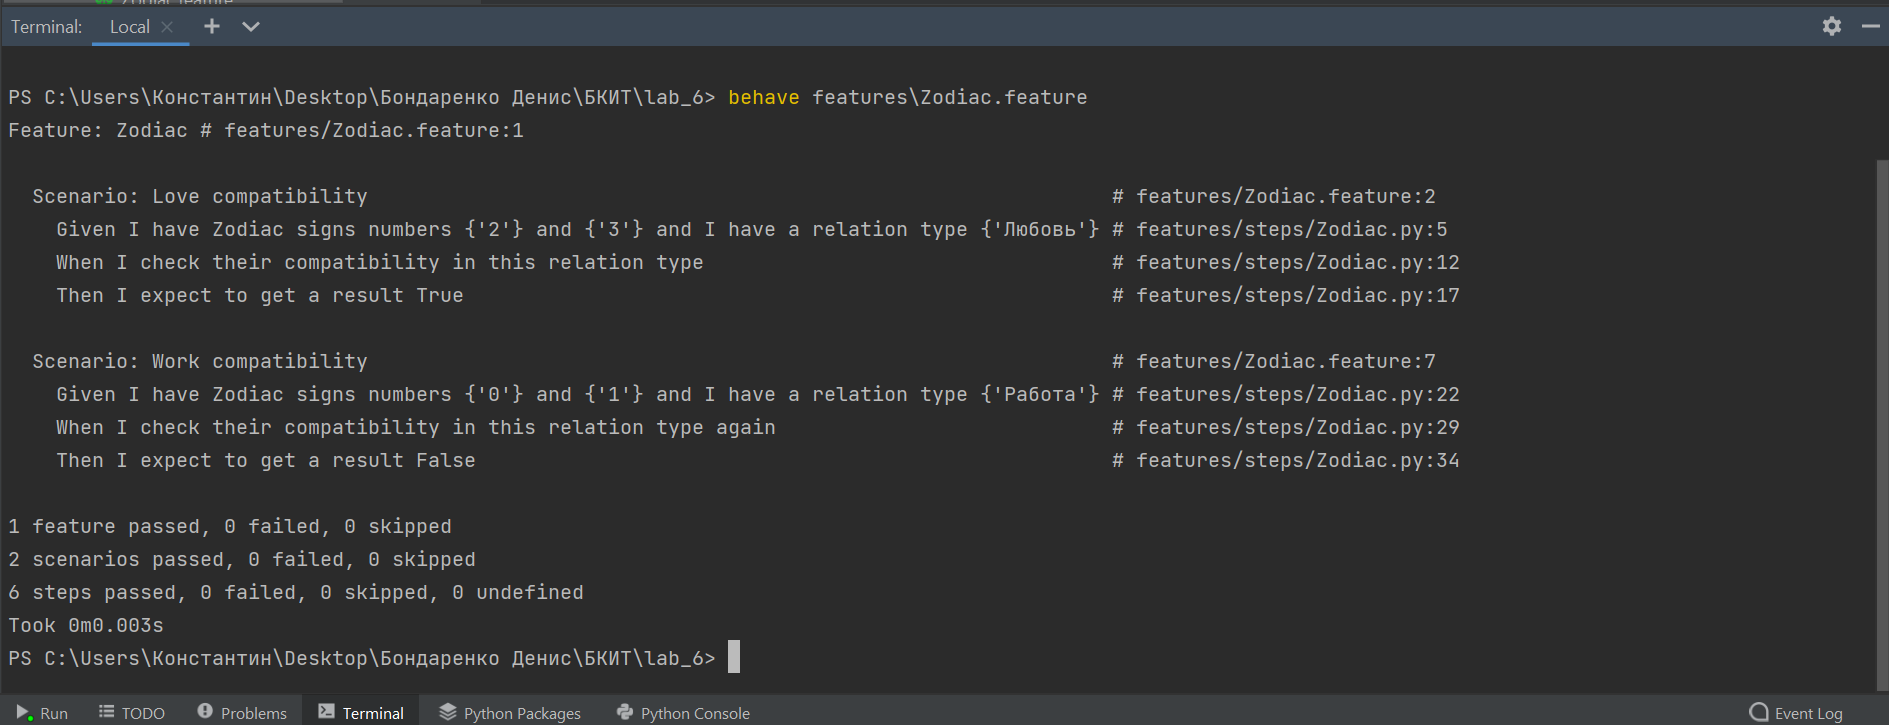 Zodiac.feature
Terminal: Local
PS C:\Users\Константин\Desktop\Бондаренко Денис\БКИТ\lab_6> behave features\Zodiac.feature
Feature: Zodiac # features/Zodiac.feature:1
Scenario: Love compatibility # features/Zodiac.feature:2
Given I have Zodiac signs numbers {'2'} and {'3'} and I have a relation type {'Любовь'} # features/steps/Zodiac.py:5
When I check their compatibility in this relation type # features/steps/Zodiac.py:12
Then I expect to get a result True # features/steps/Zodiac.py:17
Scenario: Work compatibility # features/Zodiac.feature:7
Given I have Zodiac signs numbers {'0'} and {'1'} and I have a relation type {'Работа'} # features/steps/Zodiac.py:22
When I check their compatibility in this relation type again # features/steps/Zodiac.py:29
Then I expect to get a result False # features/steps/Zodiac.py:34
1 feature passed, 0 failed, 0 skipped
2 scenarios passed, 0 failed, 0 skipped
6 steps passed, 0 failed, 0 skipped, 0 undefined
Took 0m0.003s
PS C:\Users\Константин\Desktop\Бондаренко Денис\БКИТ\lab_6>
Run TODO Problems Terminal Python Packages Python Console Event Log